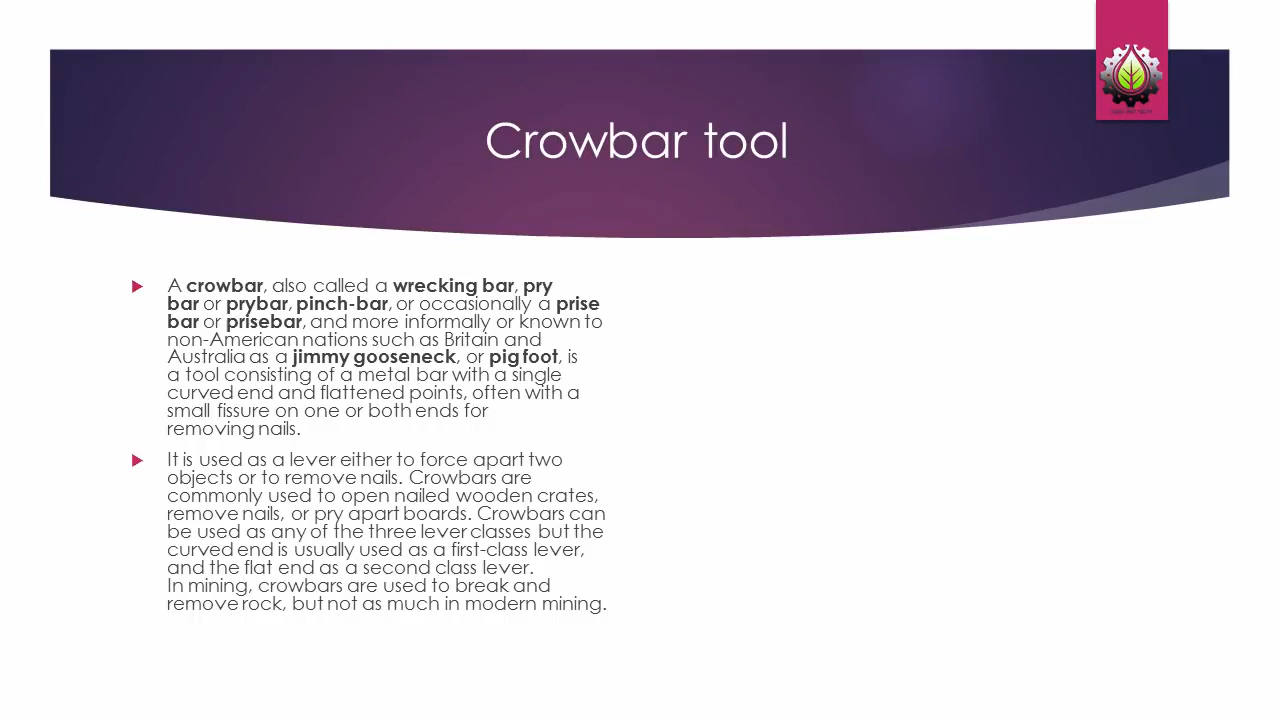 Crowbar tool
A crowbar, also called a wrecking bar, pry
bar or prybar, pinch-bar, or occasionally a prise
bar or prisebar, and more informally or known to
non-American nations such as Britain and
Australia as a jimmy gooseneck, or pig foot, is
a tool consisting of a metal bar with a single
curved end and flattened points, often with a
small fissure on one or both ends for
removing nails.
It is used as a lever either to force apart two
objects or to remove nails. Crowbars are
commonly used to open nailed wooden crates,
remove nails, or pry apart boards. Crowbars can
be used as any of the three lever classes but the
curved end is usually used as a first-class lever,
and the flat end as a second class lever.
In mining, crowbars are used to break and
remove rock, but not as much in modern mining.